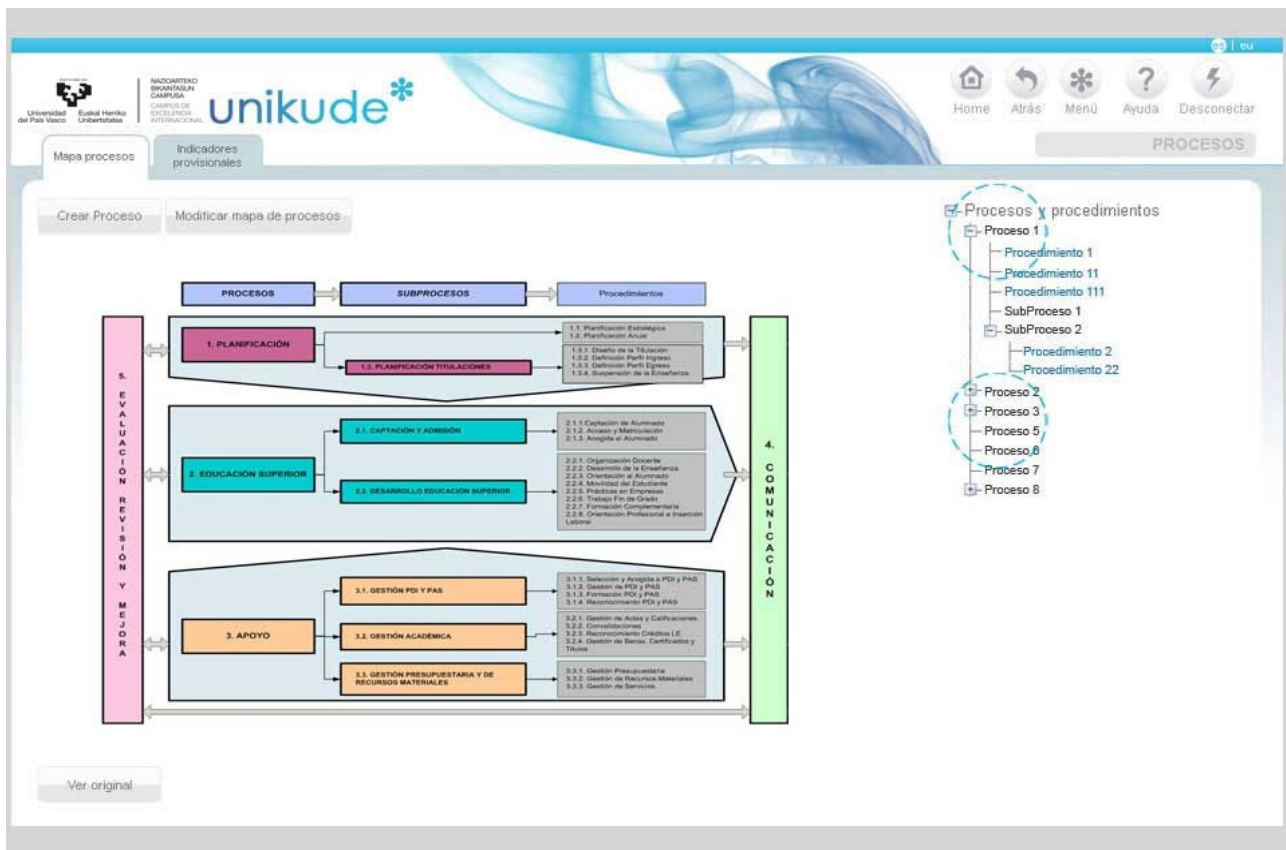 es | eu
Universidad
del País Vasco
Euskal Herriko
Unibertsitatea
NAZIOARTEKO
BIKAINTASUN
CAMPUSA
CAMPUS DE
EXCELENCIA
INTERNACIONAL
unikude*
Home
Atrás
Menú
Ayuda
Desconectar
PROCESOS
Mapa procesos
Indicadores
provisionales
Crear Proceso
Modificar mapa de procesos
PROCESOS
SUBPROCESOS
Procedimientos
5. EVALUACIÓN REVISIÓN Y MEJORA
1. PLANIFICACIÓN
1.1. Planificación Estratégica
1.2. Planificación Anual
1.3. PLANIFICACIÓN TITULACIONES
1.3.1. Diseño de la Titulación
1.3.2. Definición Perfil Ingreso
1.3.3. Definición Perfil Egreso
1.3.4. Suspensión de la Enseñanza
2. EDUCACIÓN SUPERIOR
2.1. CAPTACIÓN Y ADMISIÓN
2.1.1.Captación de Alumnado
2.1.2. Acceso y Matriculación
2.1.3. Acogida al Alumnado
2.2. DESARROLLO EDUCACIÓN SUPERIOR
2.2.1. Organización Docente
2.2.2. Desarrollo de la Enseñanza
2.2.3. Orientación al Alumnado
2.2.4. Movilidad del Estudiante
2.2.5. Prácticas en Empresas
2.2.6. Trabajo Fin de Grado
2.2.7. Formación Complementaria
2.2.8. Orientación Profesional e Inserción
Laboral
3. APOYO
3.1. GESTIÓN PDI Y PAS
3.1.1. Selección y Acogida a PDI y PAS
3.1.2. Gestión de PDI y PAS
3.1.3. Formación PDI y PAS
3.1.4. Reconocimiento PDI y PAS
3.2. GESTIÓN ACADÉMICA
3.2.1. Gestión de Actas y Calificaciones
3.2.2. Convalidaciones
3.2.3. Reconocimiento Créditos LE
3.2.4. Gestión de Becas, Certificados y
Títulos
3.3. GESTIÓN PRESUPUESTARIA Y DE
RECURSOS MATERIALES
3.3.1. Gestión Presupuestaria
3.3.2. Gestión de Recursos Materiales
3.2.3. Gestión de Servicios
4. COMUNICACIÓN
Procesos y procedimientos
Proceso 1
Procedimiento 1
Procedimiento 11
Procedimiento 111
SubProceso 1
SubProceso 2
Procedimiento 2
Procedimiento 22
Proceso 2
Proceso 3
Proceso 5
Proceso 6
Proceso 7
Proceso 8
Ver original